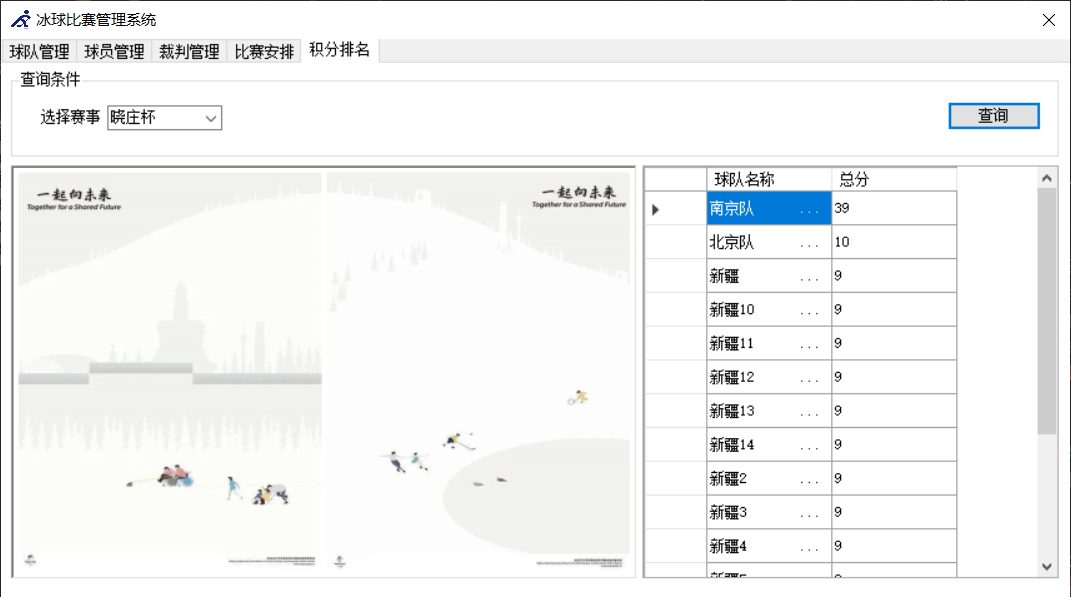 冰球比赛管理系统
球队管理 球员管理 裁判管理 比赛安排 积分排名
查询条件
选择赛事 晓庄杯 查询
一起向未来
Together for a Shared Future
一起向未来
Together for a Shared Future
球队名称 总分
南京队 ... 39
北京队 ... 10
新疆 ... 9
新疆10 ... 9
新疆11 ... 9
新疆12 ... 9
新疆13 ... 9
新疆14 ... 9
新疆2 ... 9
新疆3 ... 9
新疆4 ... 9